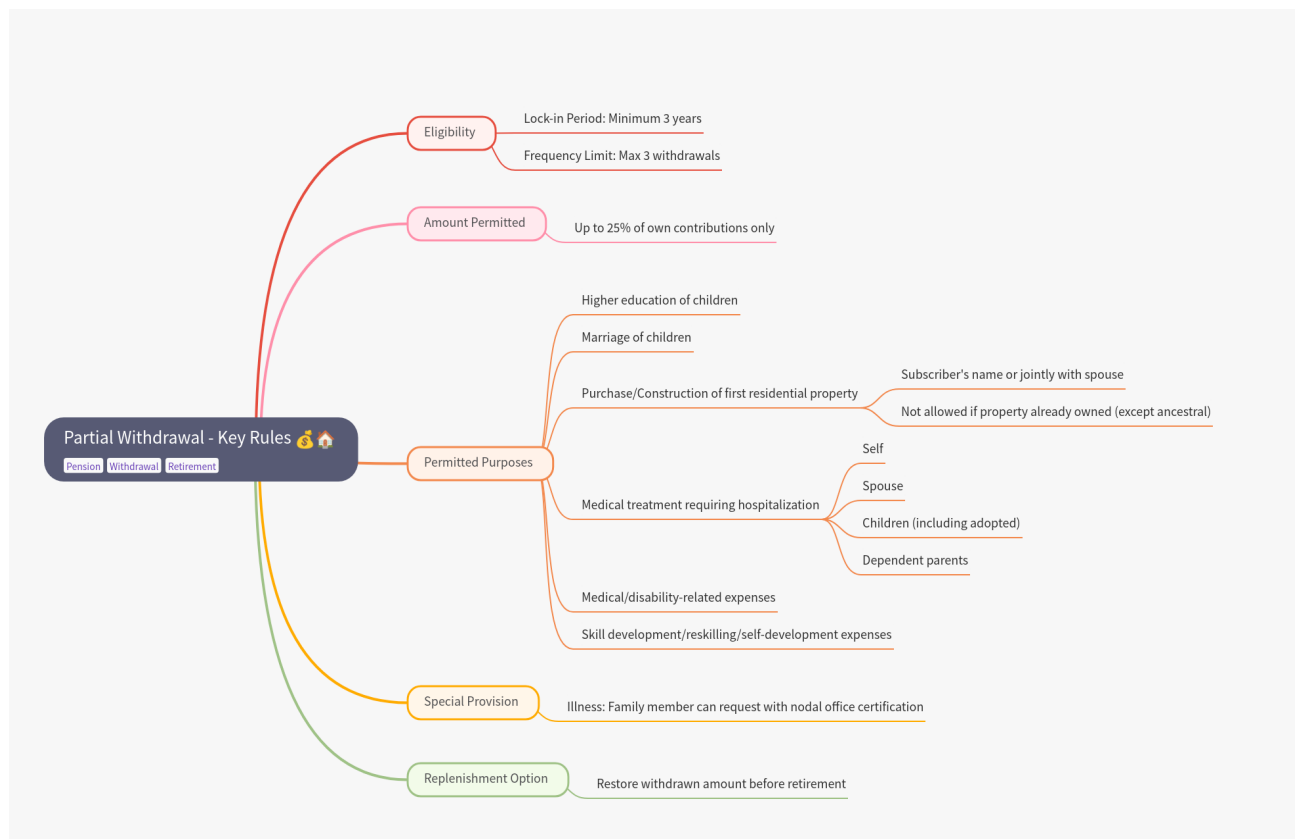 Partial Withdrawal - Key Rules 💰🏠
Pension Withdrawal Retirement
Eligibility
Lock-in Period: Minimum 3 years
Frequency Limit: Max 3 withdrawals
Amount Permitted
Up to 25% of own contributions only
Permitted Purposes
Higher education of children
Marriage of children
Purchase/Construction of first residential property
Subscriber's name or jointly with spouse
Not allowed if property already owned (except ancestral)
Medical treatment requiring hospitalization
Self
Spouse
Children (including adopted)
Dependent parents
Medical/disability-related expenses
Skill development/reskilling/self-development expenses
Special Provision
Illness: Family member can request with nodal office certification
Replenishment Option
Restore withdrawn amount before retirement